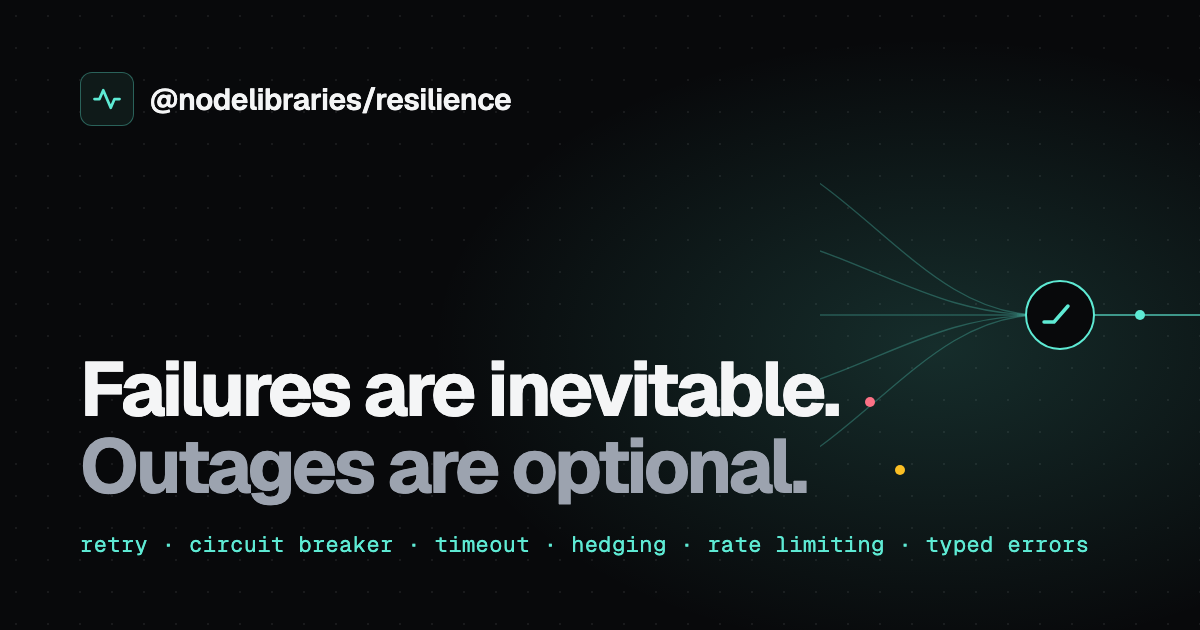 @nodelibraries/resilience
Failures are inevitable.
Outages are optional.
retry · circuit breaker · timeout · hedging · rate limiting · typed errors